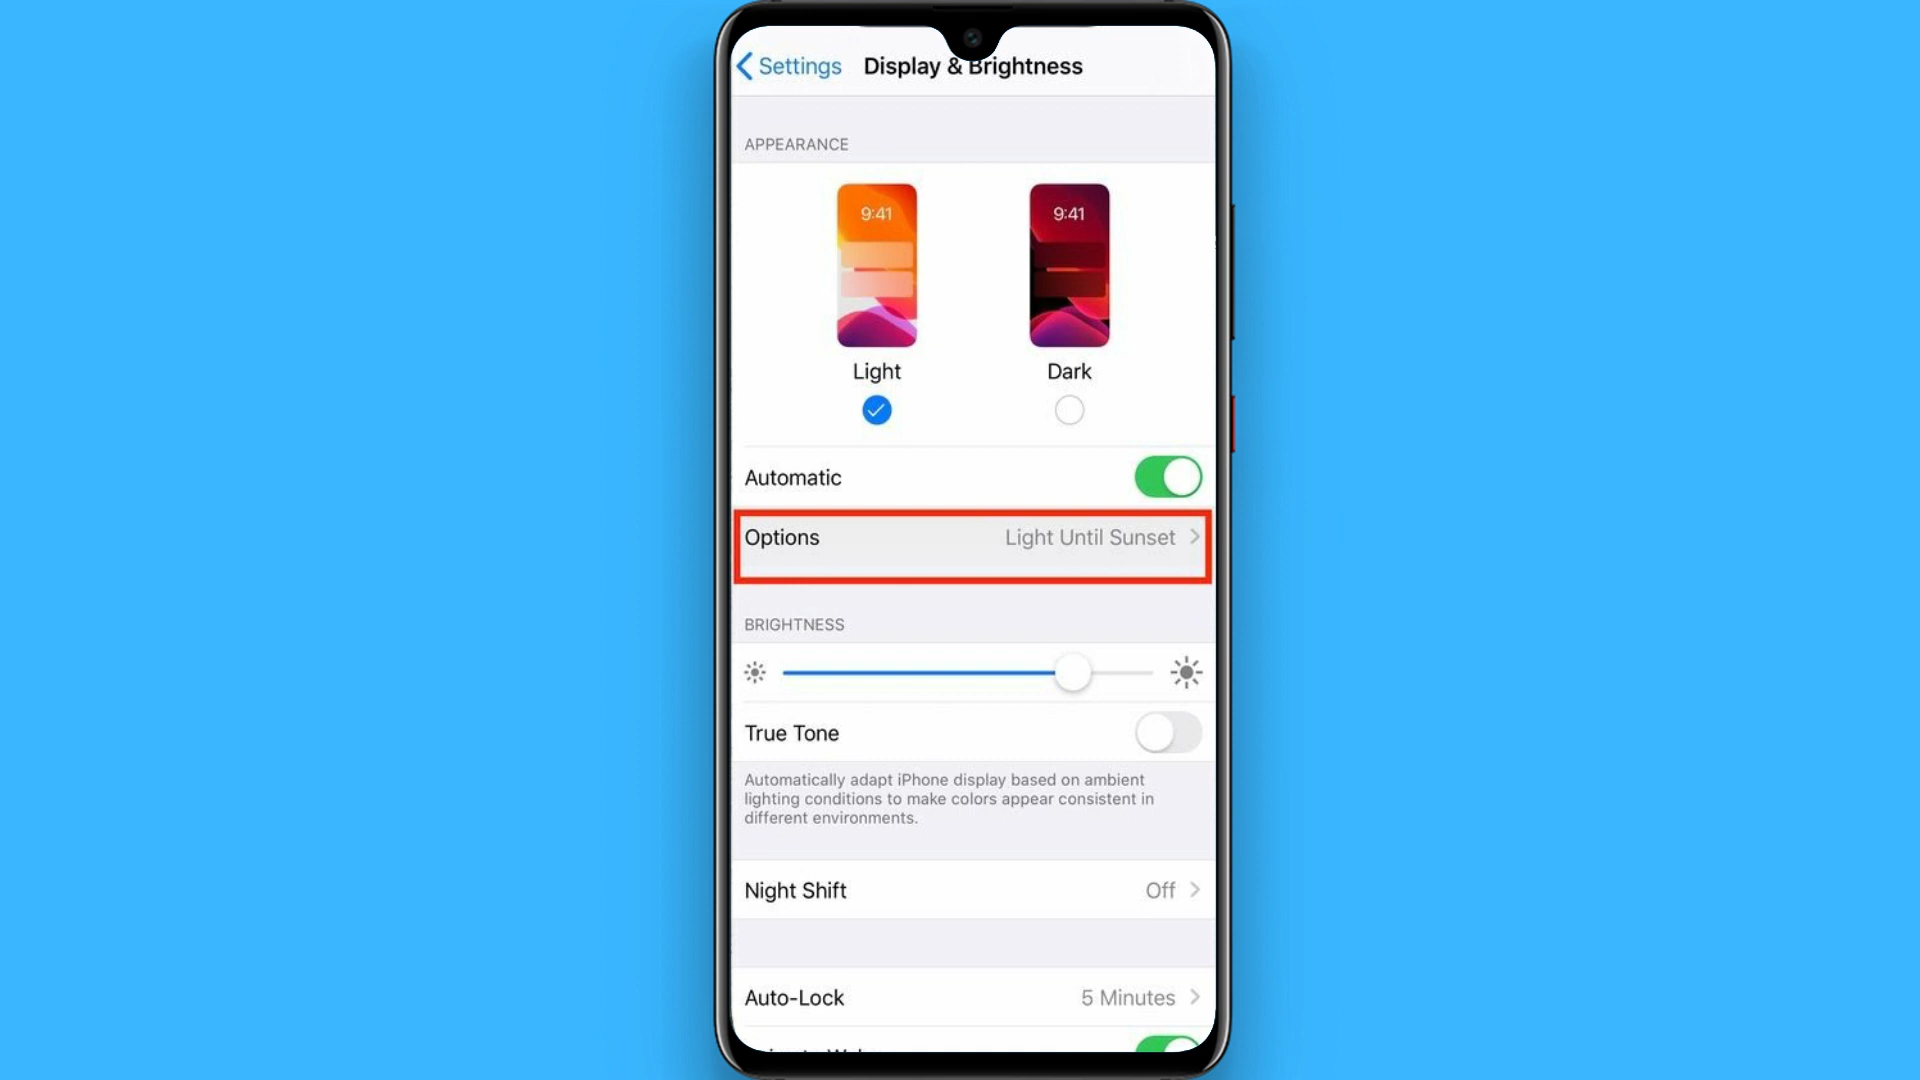 Settings Display & Brightness
APPEARANCE
9:41 9:41
Light Dark
Automatic
Options Light Until Sunset
BRIGHTNESS
True Tone
Automatically adapt iPhone display based on ambient
lighting conditions to make colors appear consistent in
different environments.
Night Shift Off
Auto-Lock 5 Minutes